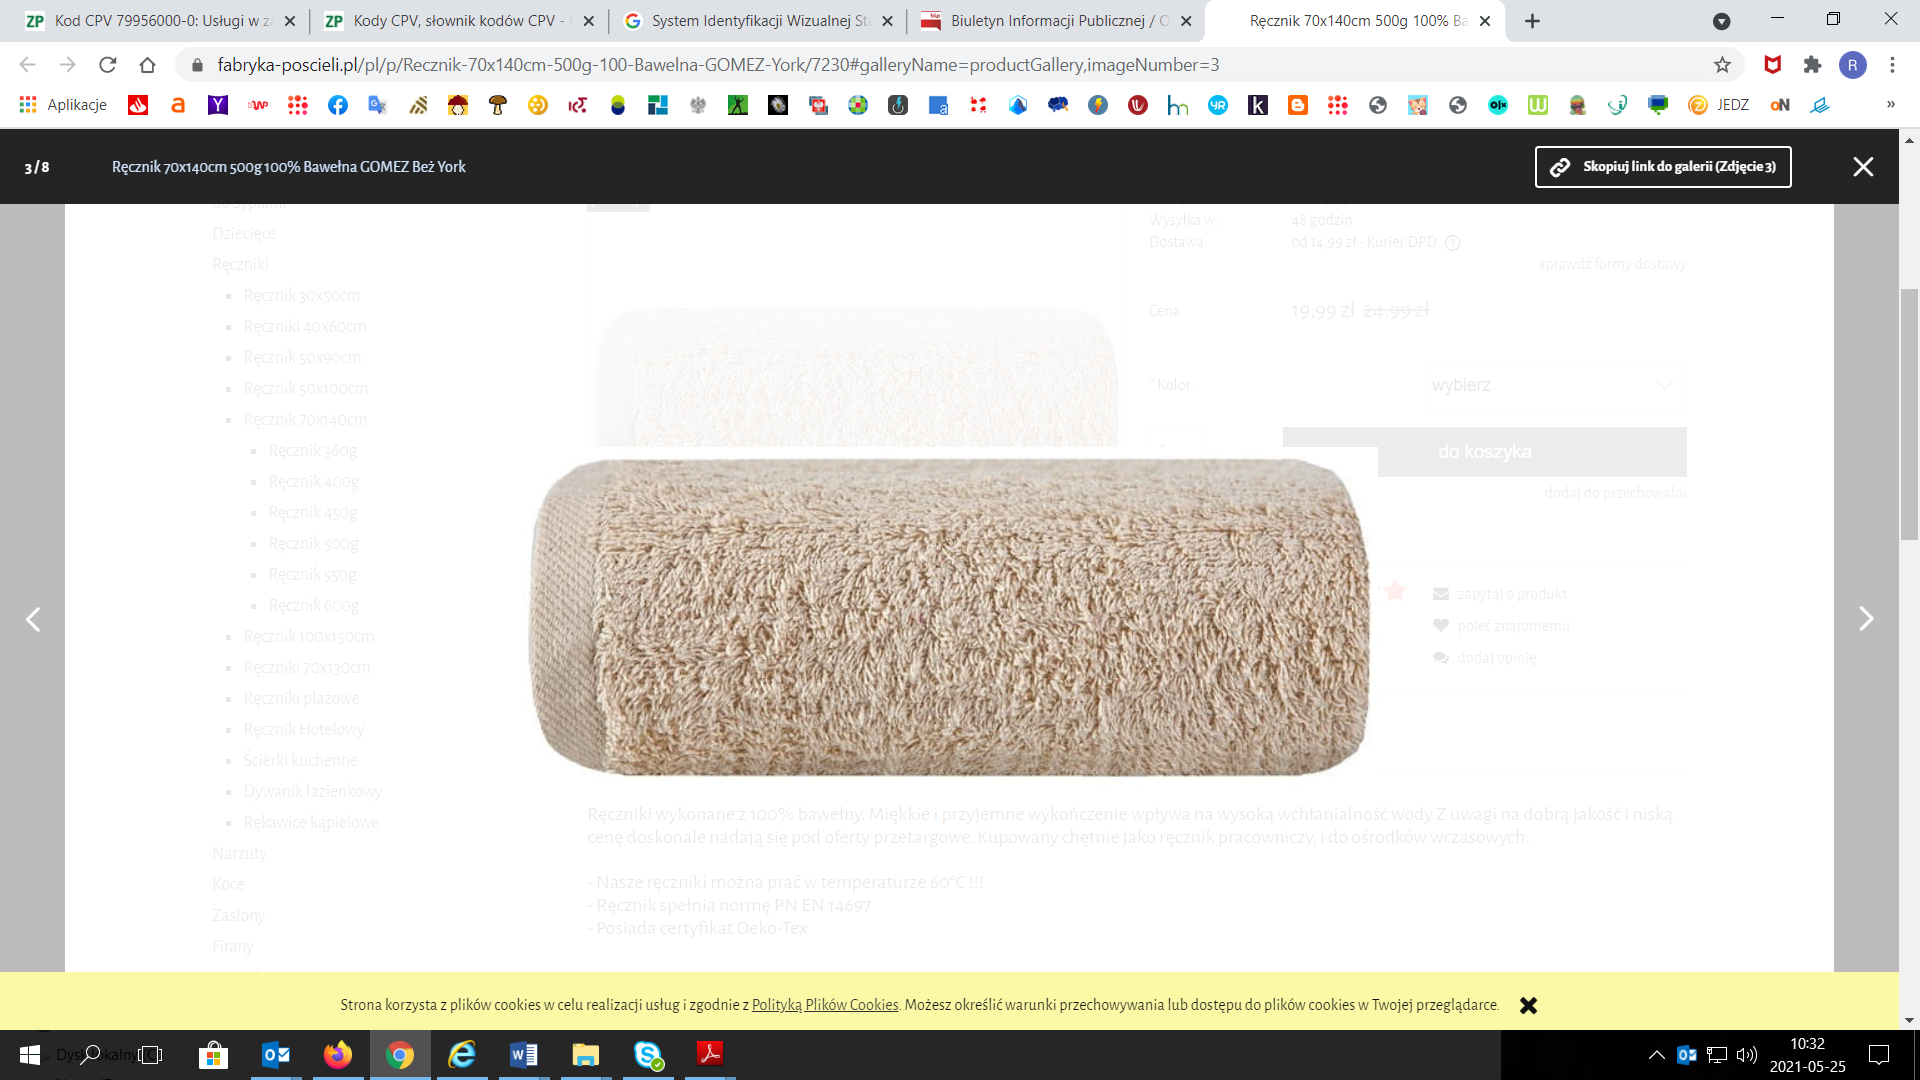 Kod CPV 79956000-0: Usługi w za
Kody CPV, słownik kodów CPV -
System Identyfikacji Wizualnej Sta
Biuletyn Informacji Publicznej / O
Ręcznik 70x140cm 500g 100% Ba
fabryka-poscieli.pl/pl/p/Recznik-70x140cm-500g-100-Bawelna-GOMEZ-York/7230#galleryName=productGallery,imageNumber=3
R
Aplikacje
JEDZ
»
3 / 8
Ręcznik 70x140cm 500g 100% Bawełna GOMEZ Beż York
Skopiuj link do galerii (Zdjęcie 3)
Dziecięce
Ręczniki
Ręcznik 30x50cm
Ręczniki 40x60cm
Ręcznik 50x90cm
Ręcznik 50x100cm
Ręcznik 70x140cm
Ręcznik 360g
Ręcznik 400g
Ręcznik 450g
Ręcznik 500g
Ręcznik 550g
Ręcznik 600g
Ręcznik 100x150cm
Ręczniki 70x130cm
Ręczniki plażowe
Ręcznik Hotelowy
Ścierki kuchenne
Dywanik łazienkowy
Rękawice kąpielowe
Narzuty
Koce
Zasłony
Firany
Wysyłka w: 48 godzin
Dostawa: od 14,99 zł - Kurier DPD
sprawdź formy dostawy
Cena: 19,99 zł 24,99 zł
* Kolor: wybierz
do koszyka
dodaj do przechowalni
zapytaj o produkt
poleć znajomemu
dodaj opinię
Ręczniki wykonane z 100% bawełny. Miękkie i przyjemne wykończenie wpływa na wysoką wchłanialność wody Z uwagi na dobrą jakość i niską
cenę doskonale nadają się pod oferty przetargowe. Kupowany chętnie jako ręcznik pracowniczy, i do ośrodków wczasowych.
- Nasze ręczniki można prać w temperaturze 60°C !!!
- Ręcznik spełnia normę PN EN 14697
- Posiada certyfikat Oeko-Tex
Strona korzysta z plików cookies w celu realizacji usług i zgodnie z Polityką Plików Cookies. Możesz określić warunki przechowywania lub dostępu do plików cookies w Twojej przeglądarce.
10:32
2021-05-25